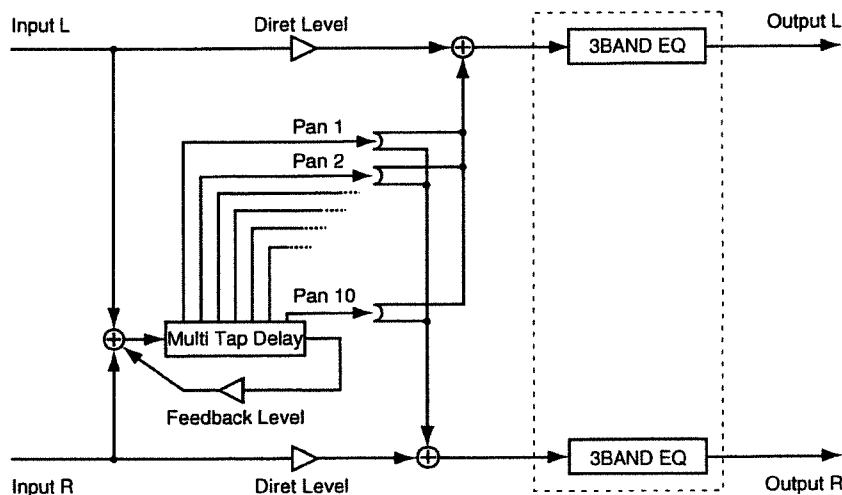 Input L
Diret Level
Output L
3BAND EQ
Pan 1
Pan 2
Pan 10
Multi Tap Delay
Feedback Level
3BAND EQ
Input R
Diret Level
Output R